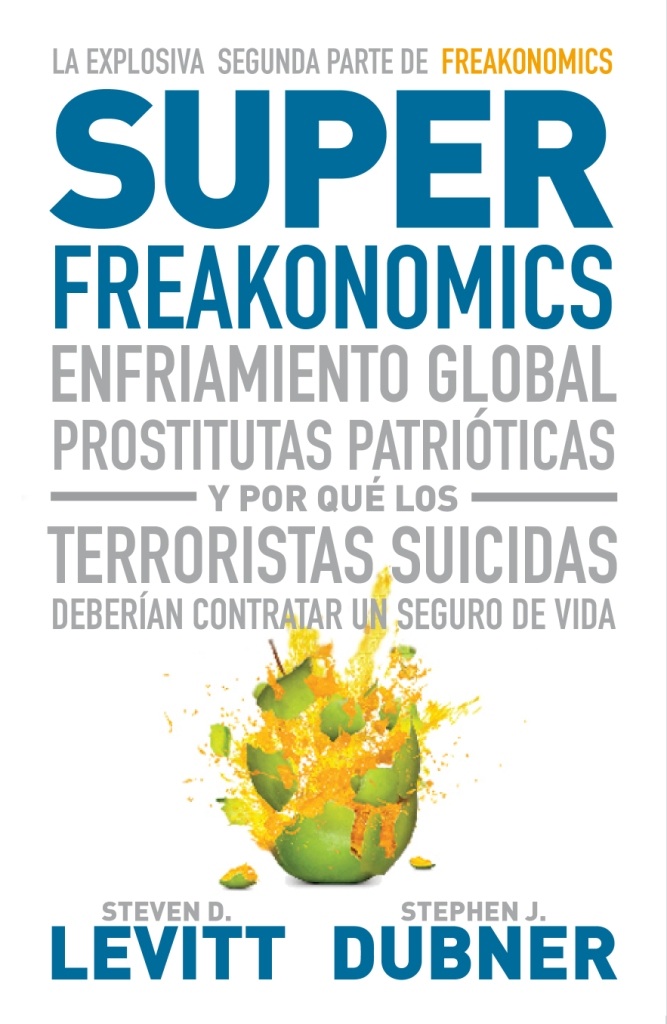 LA EXPLOSIVA SEGUNDA PARTE DE FREAKONOMICS
SUPER
FREAKONOMICS
ENFRIAMIENTO GLOBAL
PROSTITUTAS PATRIÓTICAS
Y POR QUÉ LOS
TERRORISTAS SUICIDAS
DEBERÍAN CONTRATAR UN SEGURO DE VIDA
STEVEN D. STEPHEN J.
LEVITT DUBNER